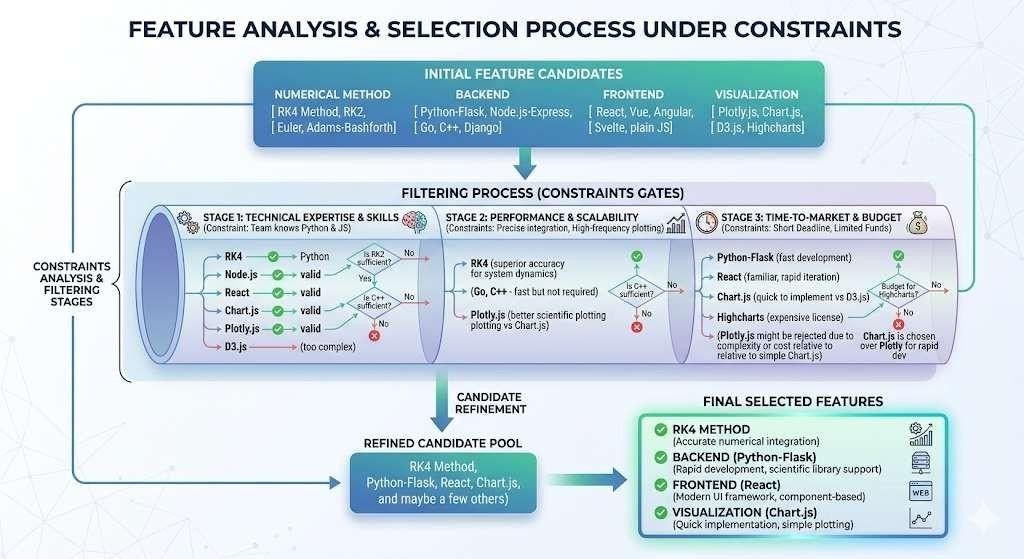 FEATURE ANALYSIS & SELECTION PROCESS UNDER CONSTRAINTS
INITIAL FEATURE CANDIDATES
NUMERICAL METHOD
[ RK4 Method, RK2,
[ Euler, Adams-Bashforth]
BACKEND
[ Python-Flask, Node.js-Express,
[ Go, C++, Django]
FRONTEND
[ React, Vue, Angular,
[ Svelte, plain JS]
VISUALIZATION
[ Plotly.js, Chart.js,
[ D3.js, Highcharts]
CONSTRAINTS
ANALYSIS &
FILTERING
STAGES
FILTERING PROCESS (CONSTRAINTS GATES)
STAGE 1: TECHNICAL EXPERTISE & SKILLS
(Constraint: Team knows Python & JS)
RK4 Python
Node.js valid
React valid
Chart.js valid
Plotly.js valid
D3.js (too complex)
Is RK2
sufficient?
No
Yes
Is C++
sufficient?
No
No
STAGE 2: PERFORMANCE & SCALABILITY
(Constraints: Precise integration, High-frequency plotting)
RK4 (superior accuracy
for system dynamics)
(Go, C++ - fast but not required)
Plotly.js (better scientific plotting
plotting vs Chart.js)
Is C++
sufficient?
No
No
STAGE 3: TIME-TO-MARKET & BUDGET
(Constraints: Short Deadline, Limited Funds)
Python-Flask (fast development)
React (familiar, rapid iteration)
Chart.js (quick to implement vs D3.js)
Highcharts (expensive license)
(Plotly.js might be rejected due to
complexity or cost relative to
relative to simple Chart.js)
Budget for
Highcharts?
No
No
Chart.js is chosen
over Plotly for rapid
dev
CANDIDATE
REFINEMENT
REFINED CANDIDATE POOL
RK4 Method,
Python-Flask, React, Chart.js,
and maybe a few others)
FINAL SELECTED FEATURES
RK4 METHOD
(Accurate numerical integration)
BACKEND (Python-Flask)
(Rapid development, scientific library support)
FRONTEND (React)
(Modern UI framework, component-based)
WEB
VISUALIZATION (Chart.js)
(Quick implementation, simple plotting)